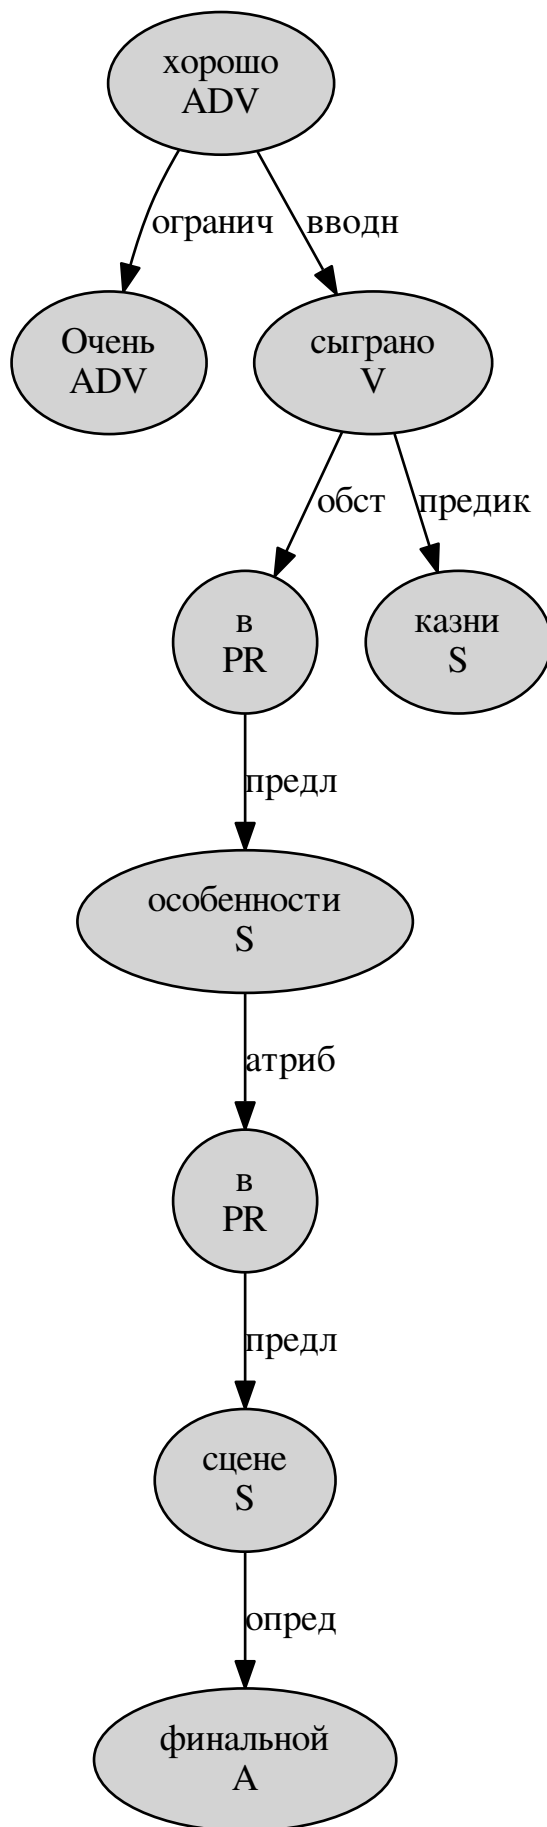 хорошо
ADV
огранич
вводн
Очень
ADV
сыграно
V
обст
предик
в
PR
казни
S
предл
особенности
S
атриб
в
PR
предл
сцене
S
опред
финальной
A